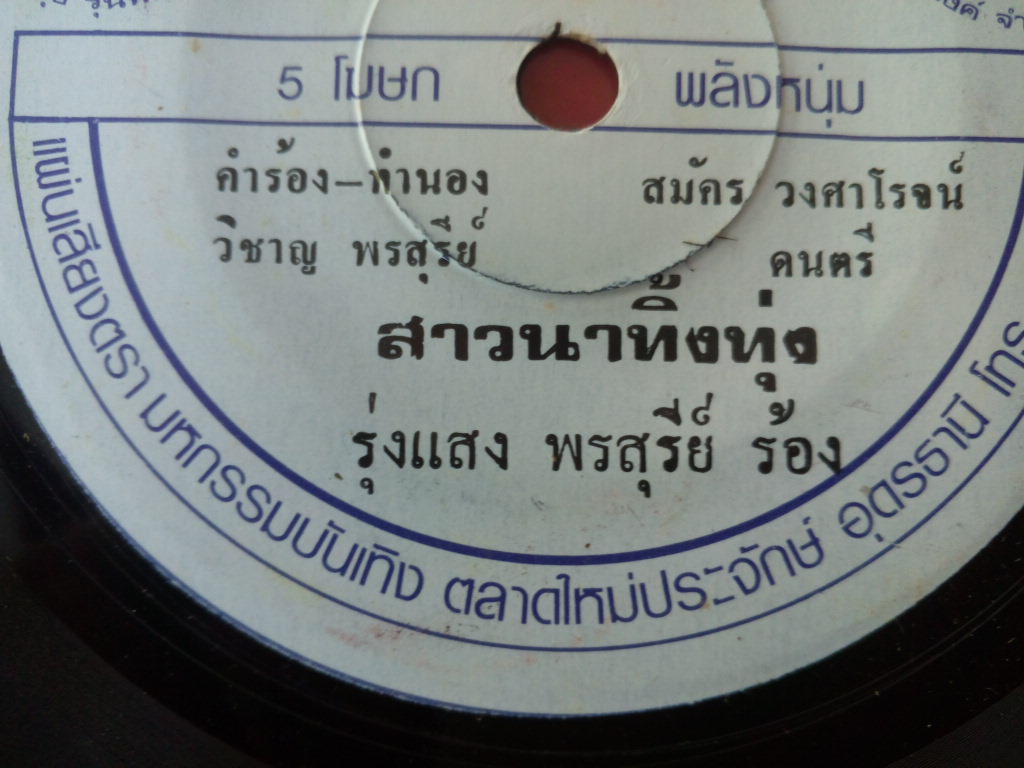 5 โฆษก พลังหนุ่ม
คำร้อง-ทำนอง
วิชาญ พรสุรีย์
สมัคร วงศาโรจน์
ดนตรี
สาวนาทิ้งทุ่ง
รุ่งแสง พรสุรีย์ ร้อง
แผ่นเสียงตรา มหกรรมบันเทิง ตลาดใหม่ประจักษ์ อุดรธานี โทร